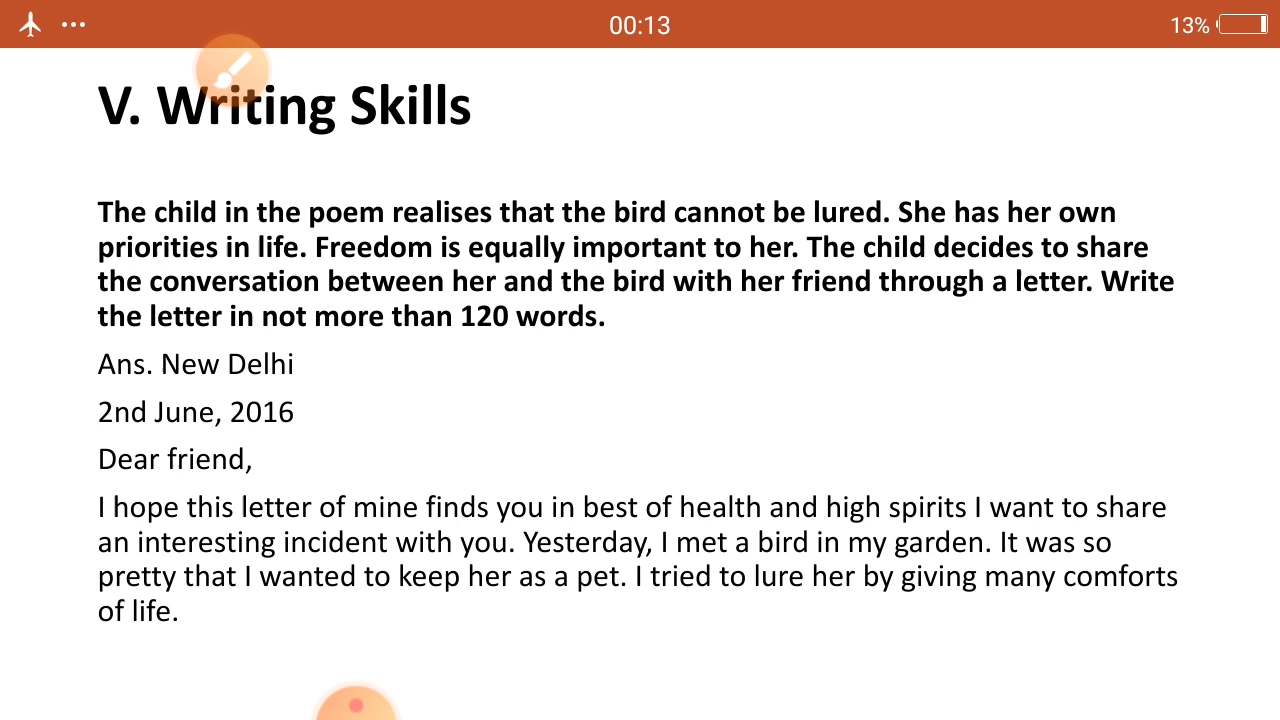 00:13
13%
V. Writing Skills
The child in the poem realises that the bird cannot be lured. She has her own
priorities in life. Freedom is equally important to her. The child decides to share
the conversation between her and the bird with her friend through a letter. Write
the letter in not more than 120 words.
Ans. New Delhi
2nd June, 2016
Dear friend,
I hope this letter of mine finds you in best of health and high spirits I want to share
an interesting incident with you. Yesterday, I met a bird in my garden. It was so
pretty that I wanted to keep her as a pet. I tried to lure her by giving many comforts
of life.